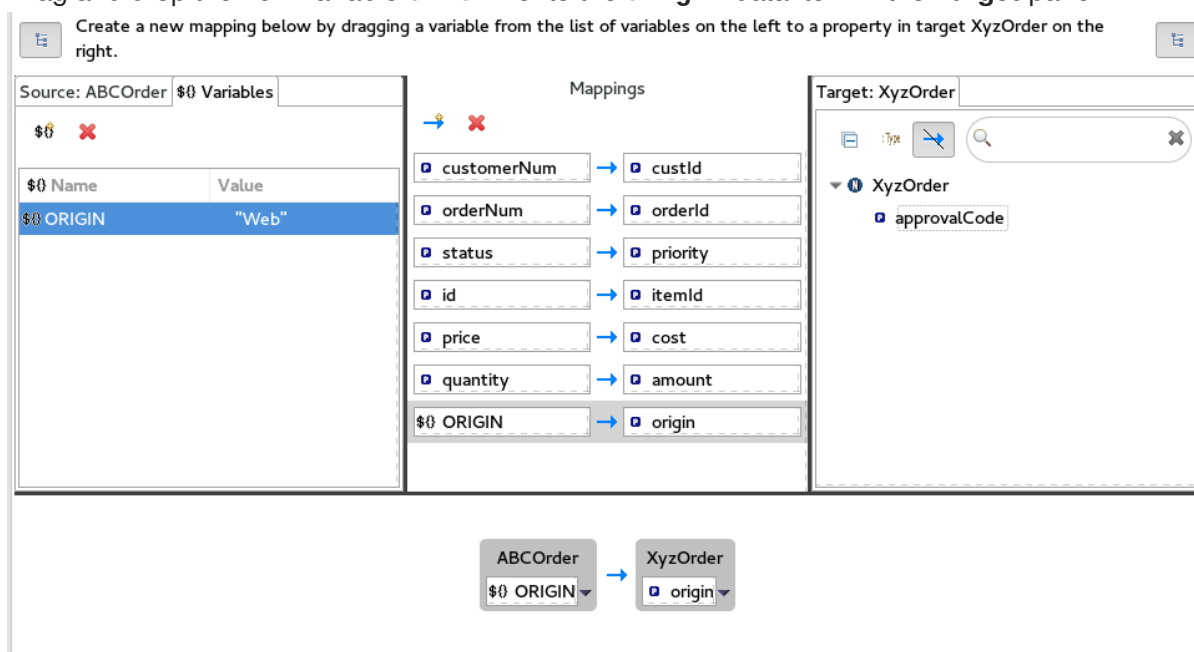 Create a new mapping below by dragging a variable from the list of variables on the left to a property in target XyzOrder on the
right.
Source: ABCOrder
${} Variables
Mappings
Target: XyzOrder
${}
:Type
${} Name
Value
${} ORIGIN
"Web"
customerNum
custId
orderNum
orderId
status
priority
id
itemId
price
cost
quantity
amount
${} ORIGIN
origin
N XyzOrder
approvalCode
ABCOrder
XyzOrder
${} ORIGIN
origin